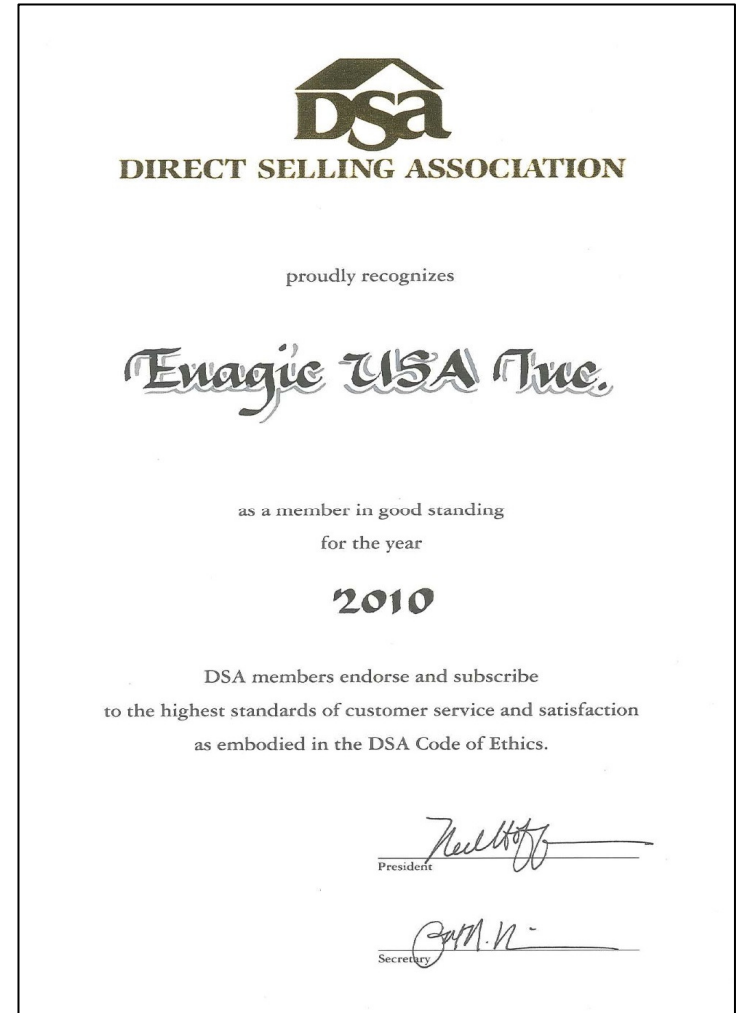 DSa
DIRECT SELLING ASSOCIATION
proudly recognizes
Enagic USA Inc.
as a member in good standing
for the year
2010
DSA members endorse and subscribe
to the highest standards of customer service and satisfaction
as embodied in the DSA Code of Ethics.
President
Secretary